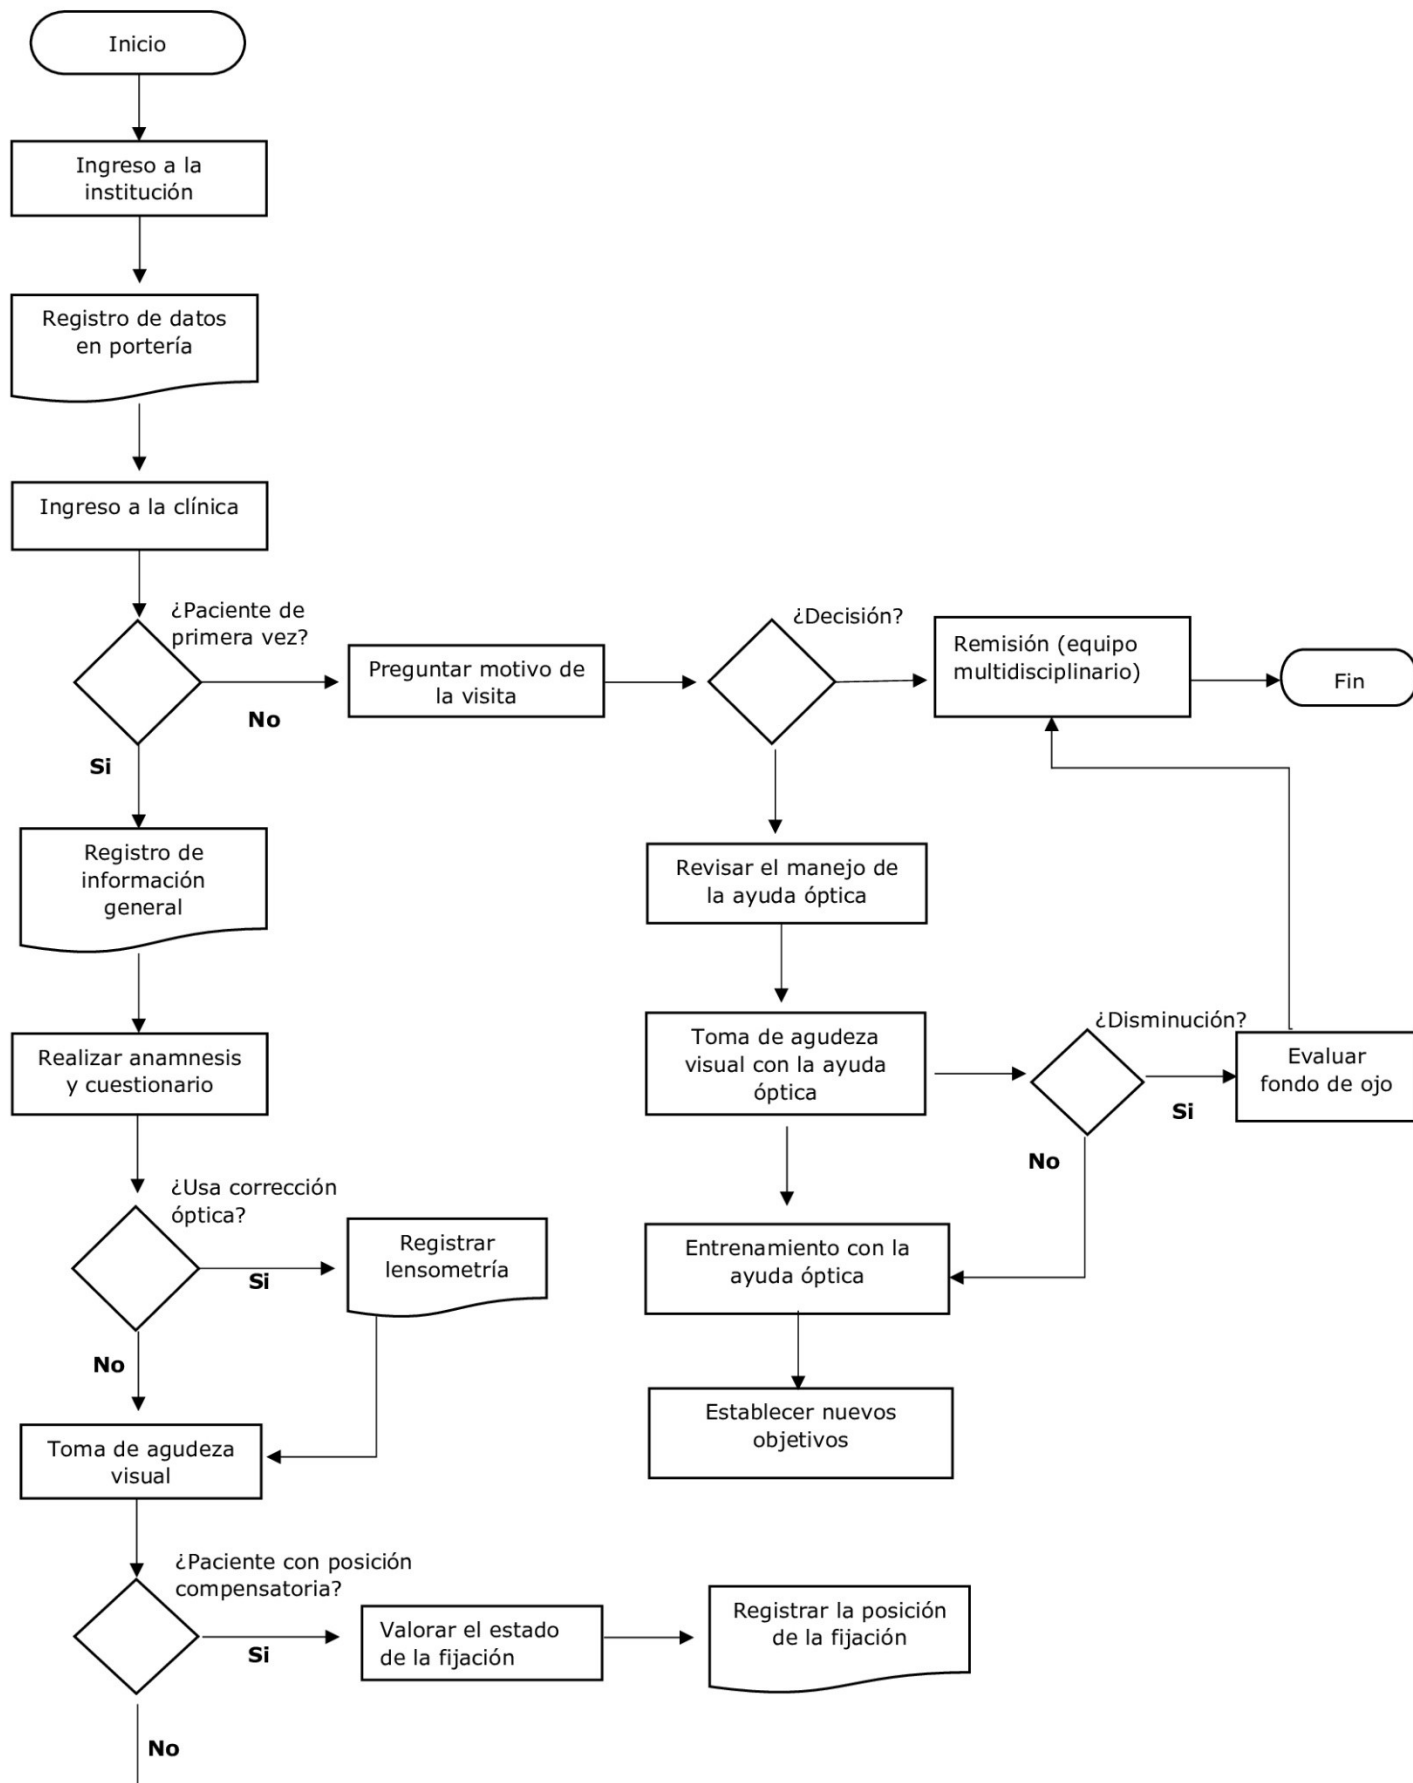 Inicio
Ingreso a la
institución
Registro de datos
en portería
Ingreso a la clínica
¿Paciente de
primera vez?
No
Si
Preguntar motivo de
la visita
¿Decisión?
Remisión (equipo
multidisciplinario)
Fin
Registro de
información
general
Revisar el manejo de
la ayuda óptica
Realizar anamnesis
y cuestionario
Toma de agudeza
visual con la ayuda
óptica
¿Disminución?
Si
No
Evaluar
fondo de ojo
¿Usa corrección
óptica?
Si
No
Registrar
lensometría
Entrenamiento con la
ayuda óptica
Establecer nuevos
objetivos
Toma de agudeza
visual
¿Paciente con posición
compensatoria?
Si
No
Valorar el estado
de la fijación
Registrar la posición
de la fijación